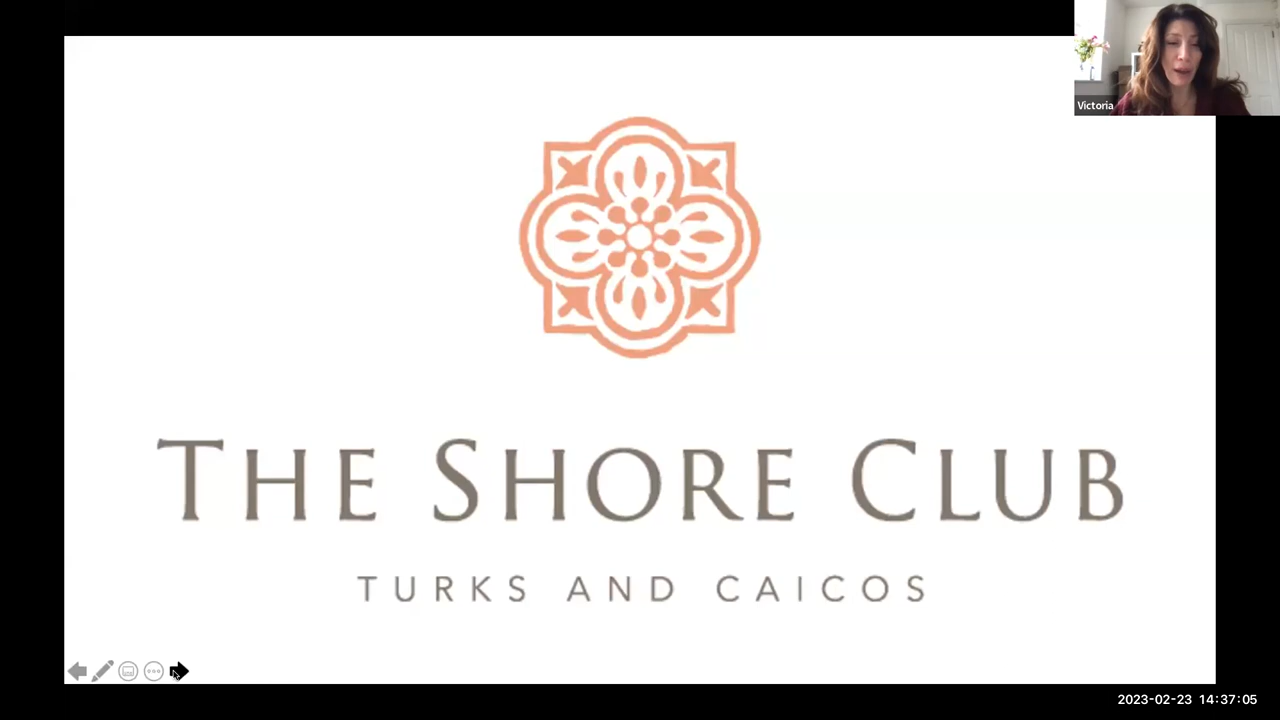 Victoria
THE SHORE CLUB
TURKS AND CAICOS
2023-02-23 14:37:05